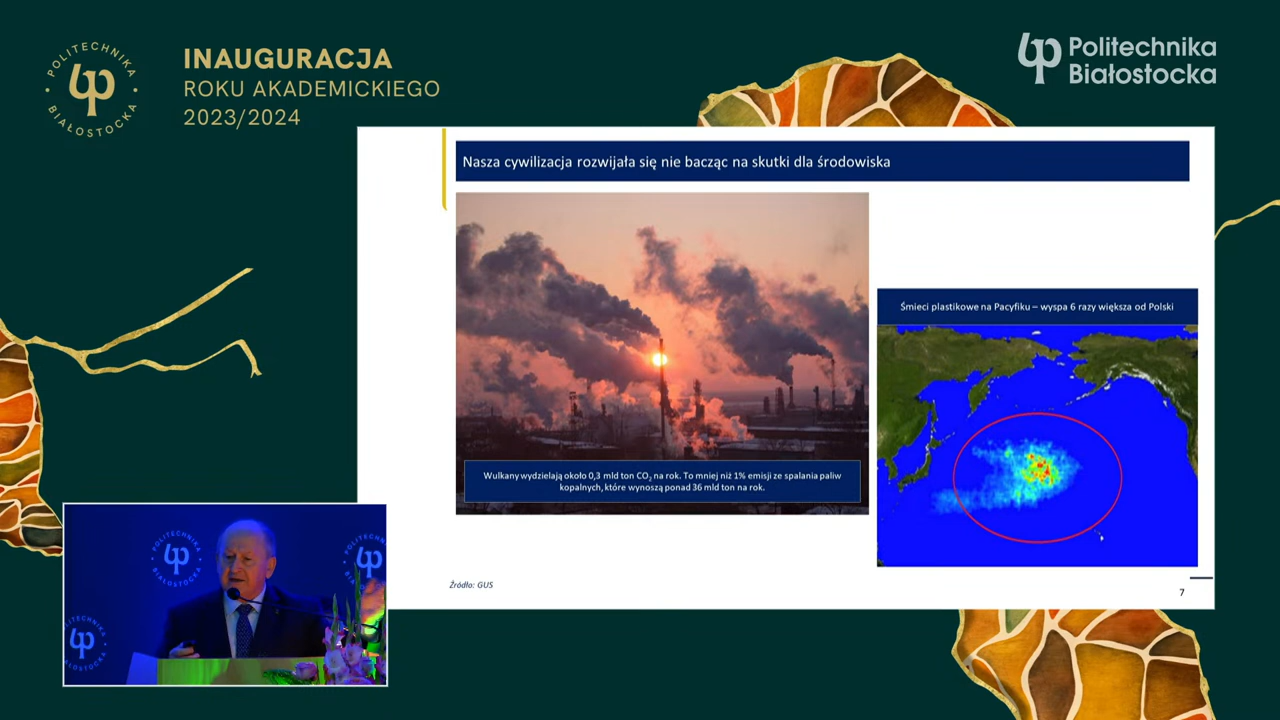 POLITECHNIKA
BIAŁOSTOCKA
INAUGURACJA
ROKU AKADEMICKIEGO
2023/2024
Politechnika
Białostocka
Nasza cywilizacja rozwijała się nie bacząc na skutki dla środowiska
Wulkany wydzielają około 0,3 mld ton CO₂ na rok. To mniej niż 1% emisji ze spalania paliw
kopalnych, które wynoszą ponad 36 mld ton na rok.
Śmieci plastikowe na Pacyfiku – wyspa 6 razy większa od Polski
Źródło: GUS
7
POLITECHNIKA
BIAŁOSTOCKA